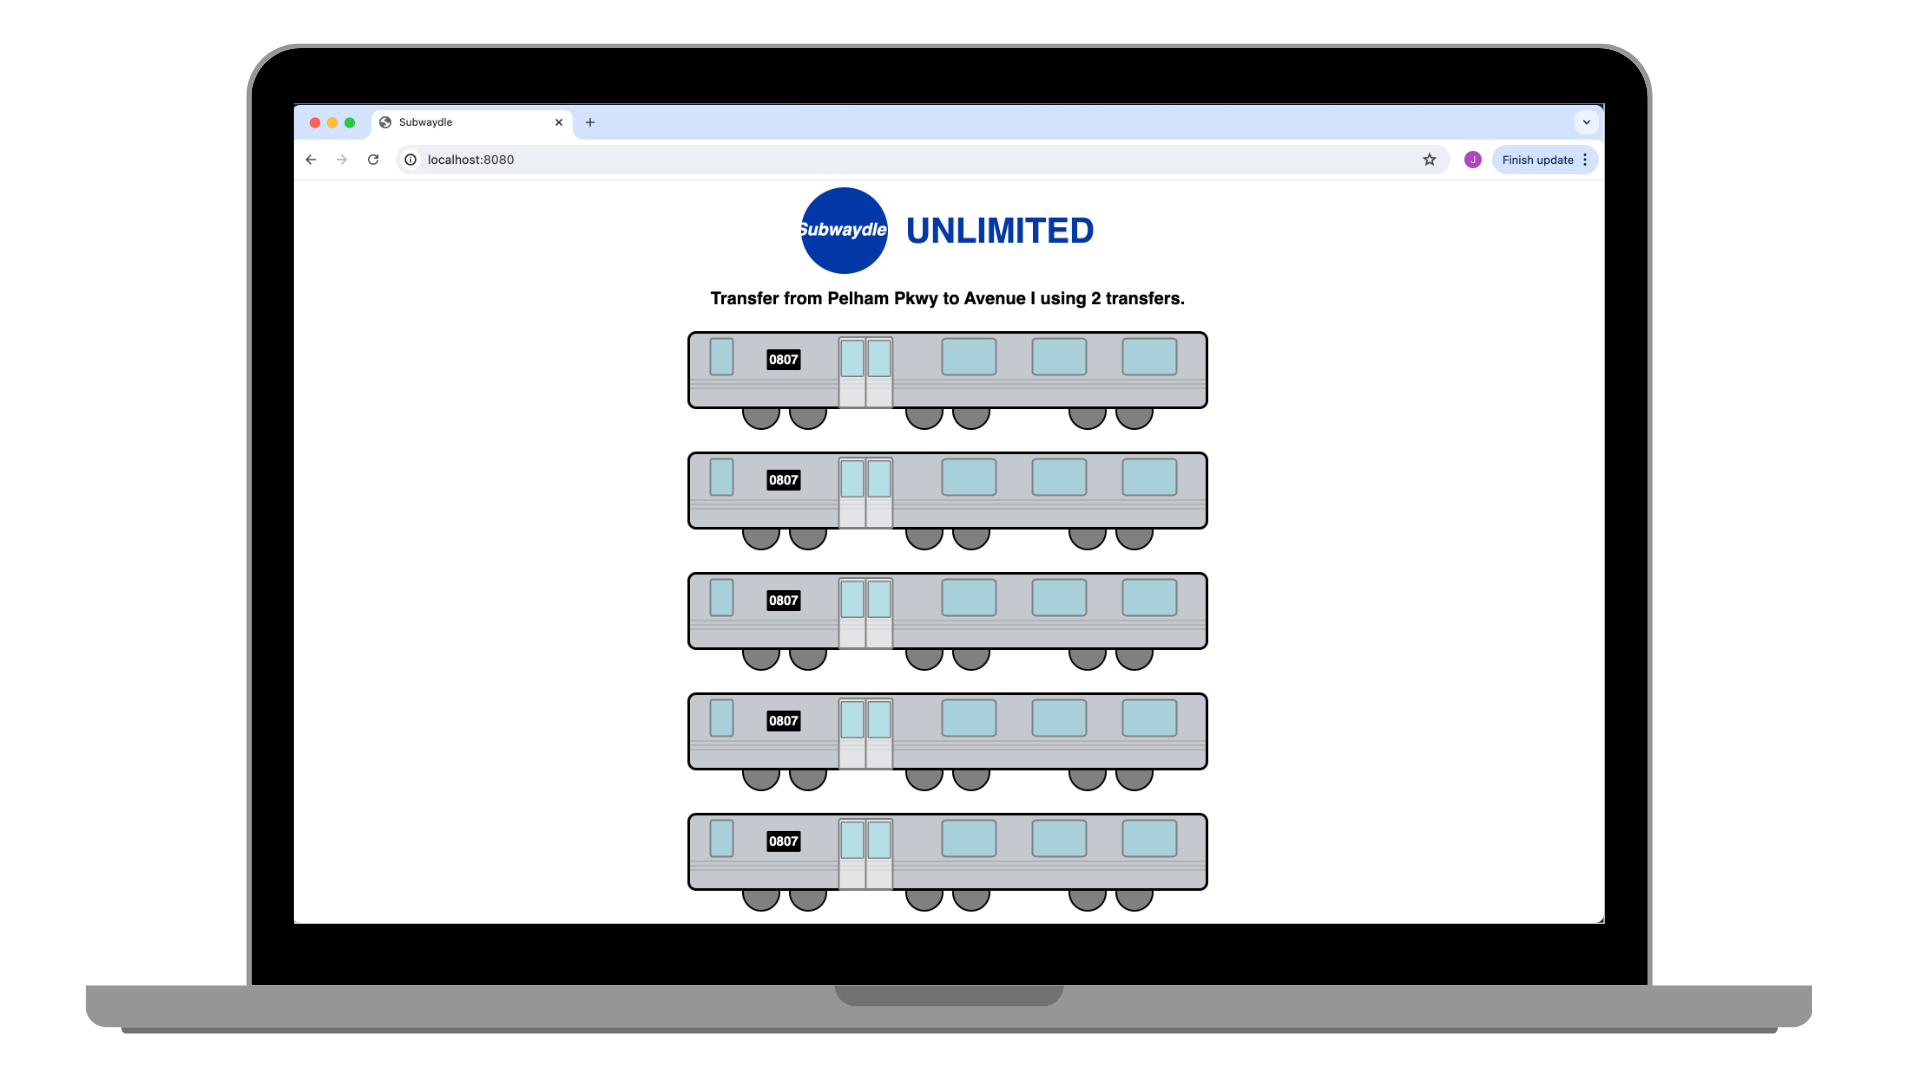 Subwaydle
localhost:8080
J
Finish update
Subwaydle
UNLIMITED
Transfer from Pelham Pkwy to Avenue I using 2 transfers.
0807
0807
0807
0807
0807